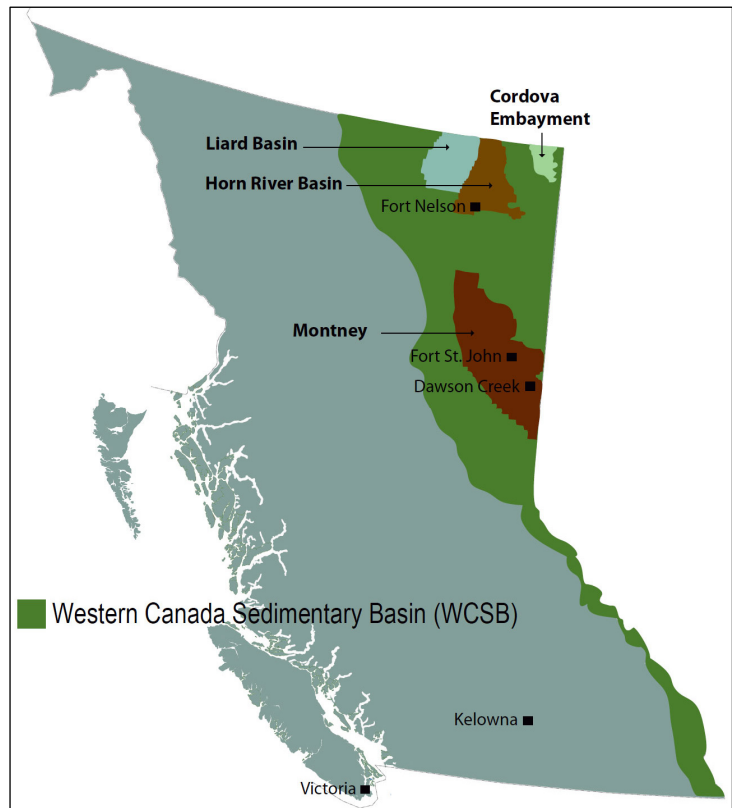 Cordova
Embayment
Liard Basin
Horn River Basin
Fort Nelson
Montney
Fort St. John
Dawson Creek
Western Canada Sedimentary Basin (WCSB)
Kelowna
Victoria